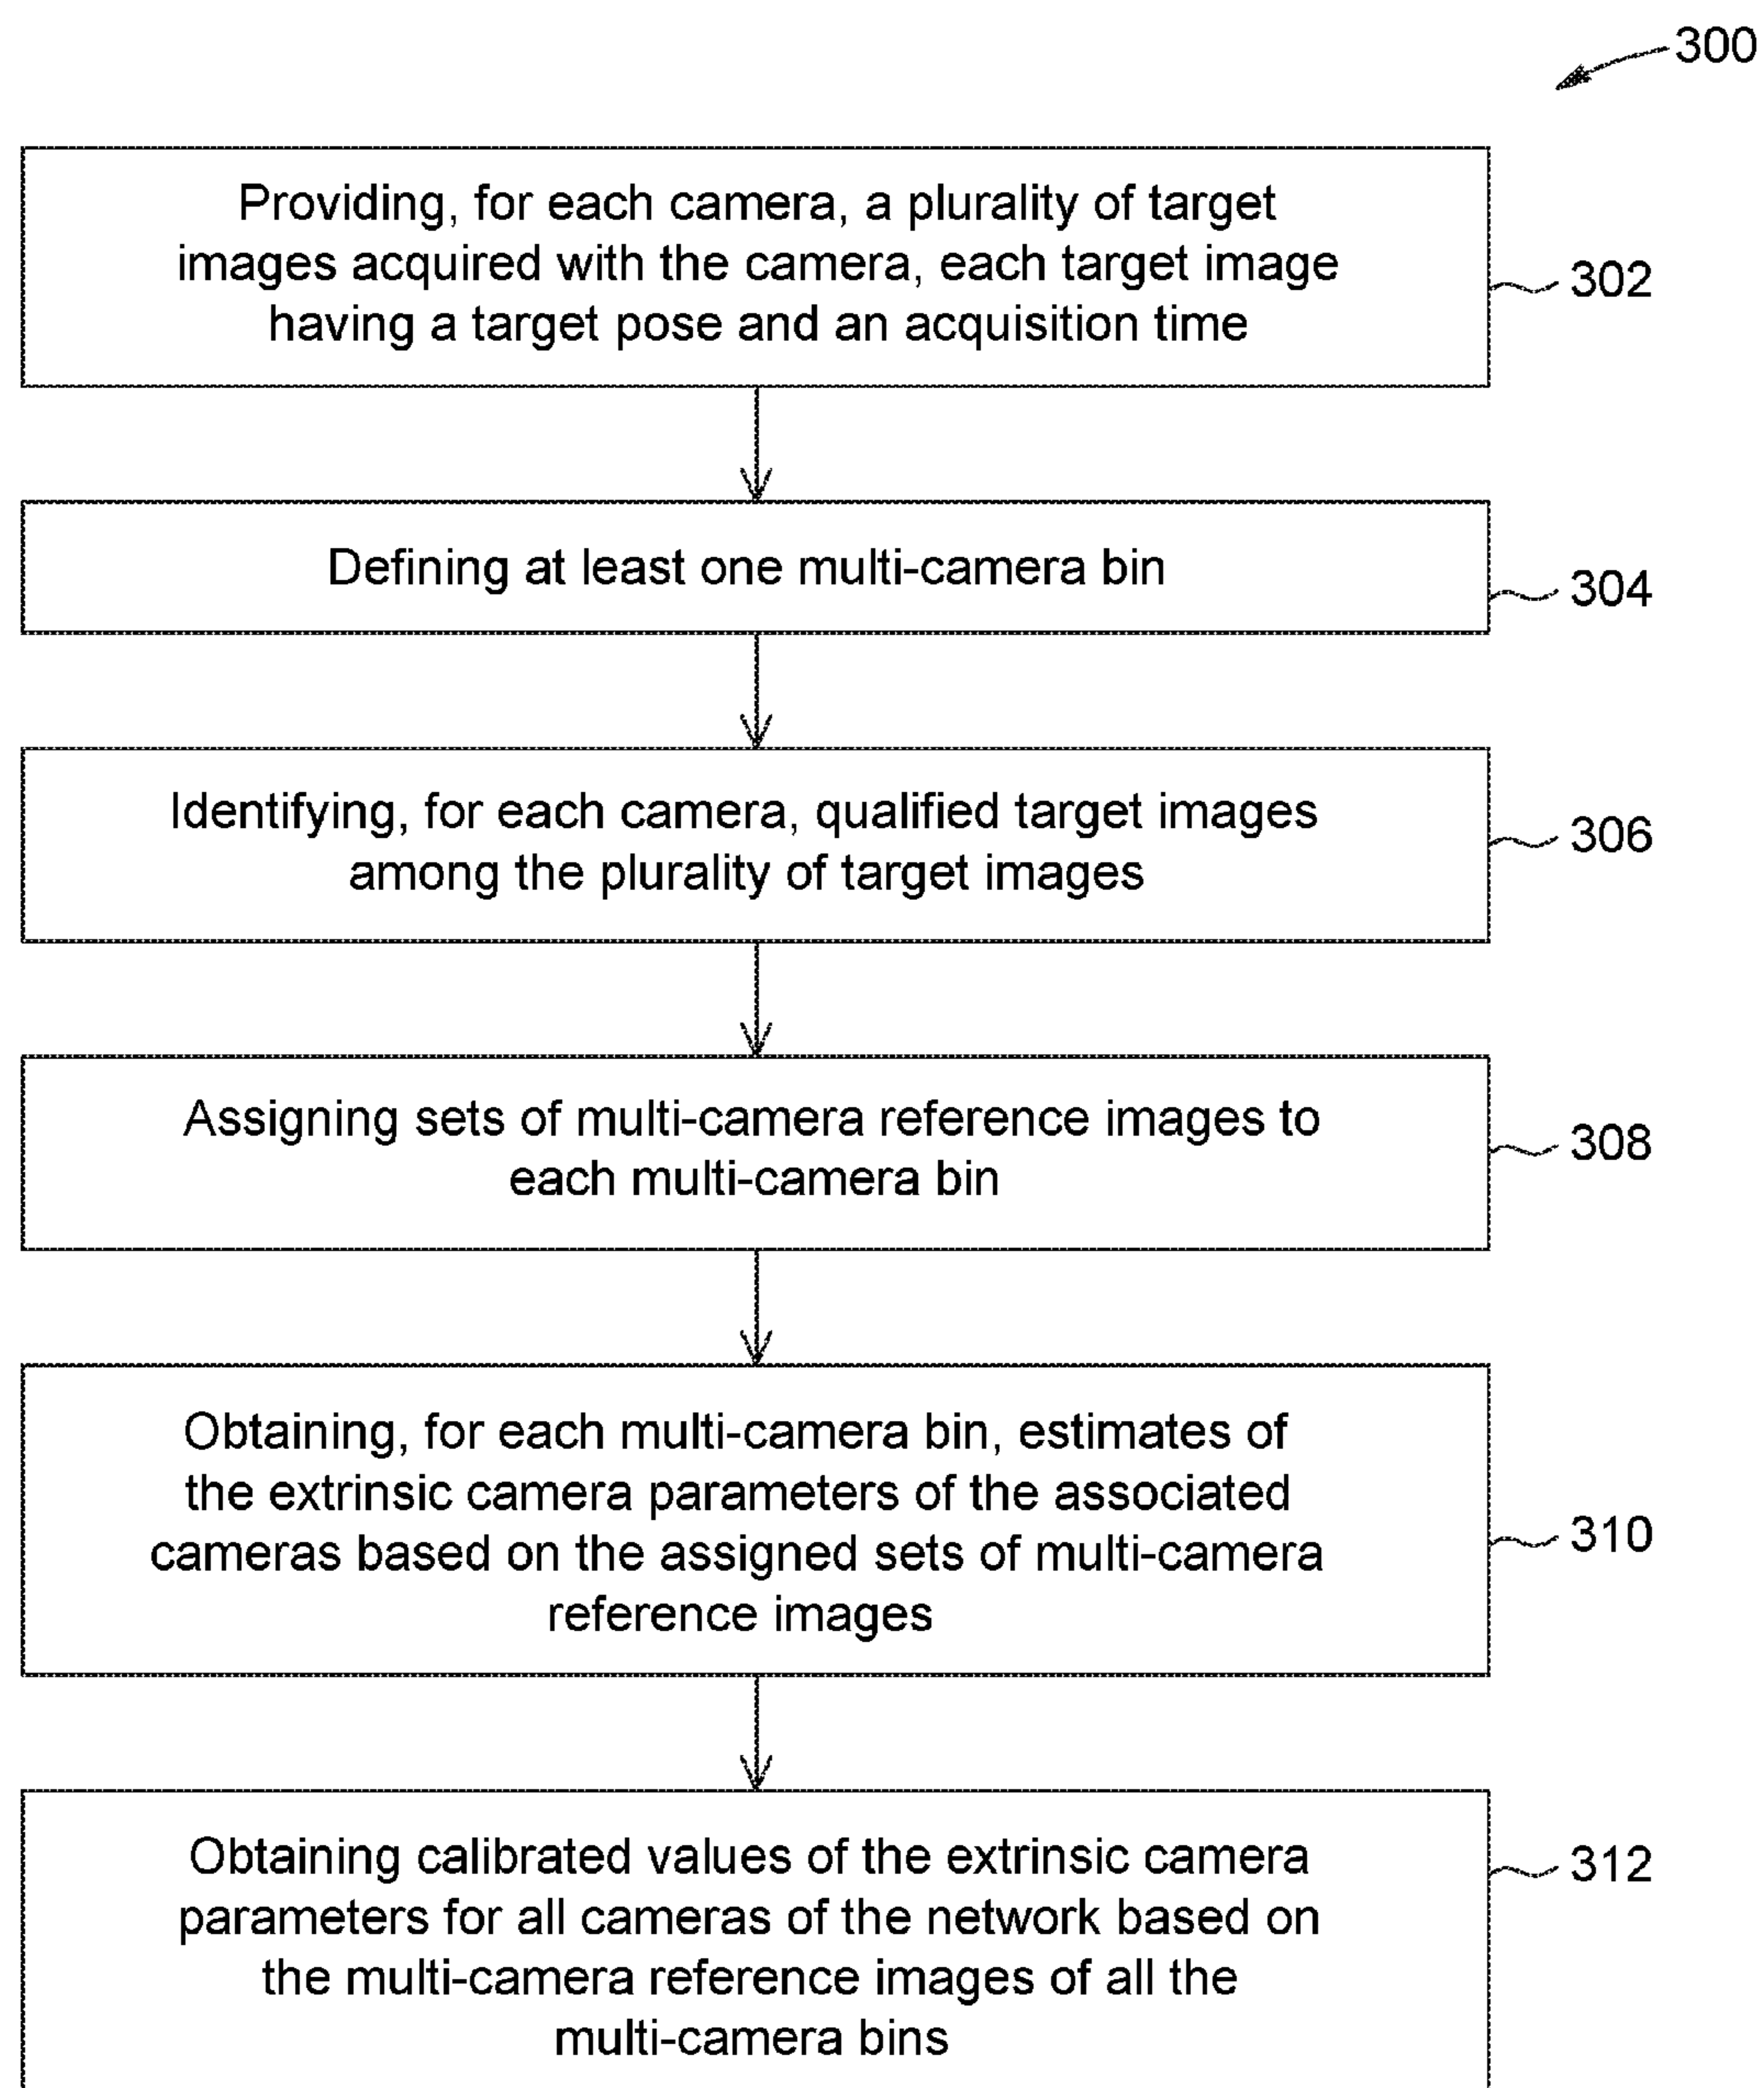 300
Providing, for each camera, a plurality of target
images acquired with the camera, each target image
having a target pose and an acquisition time
302
Defining at least one multi-camera bin
304
Identifying, for each camera, qualified target images
among the plurality of target images
306
Assigning sets of multi-camera reference images to
each multi-camera bin
308
Obtaining, for each multi-camera bin, estimates of
the extrinsic camera parameters of the associated
cameras based on the assigned sets of multi-camera
reference images
310
Obtaining calibrated values of the extrinsic camera
parameters for all cameras of the network based on
the multi-camera reference images of all the
multi-camera bins
312